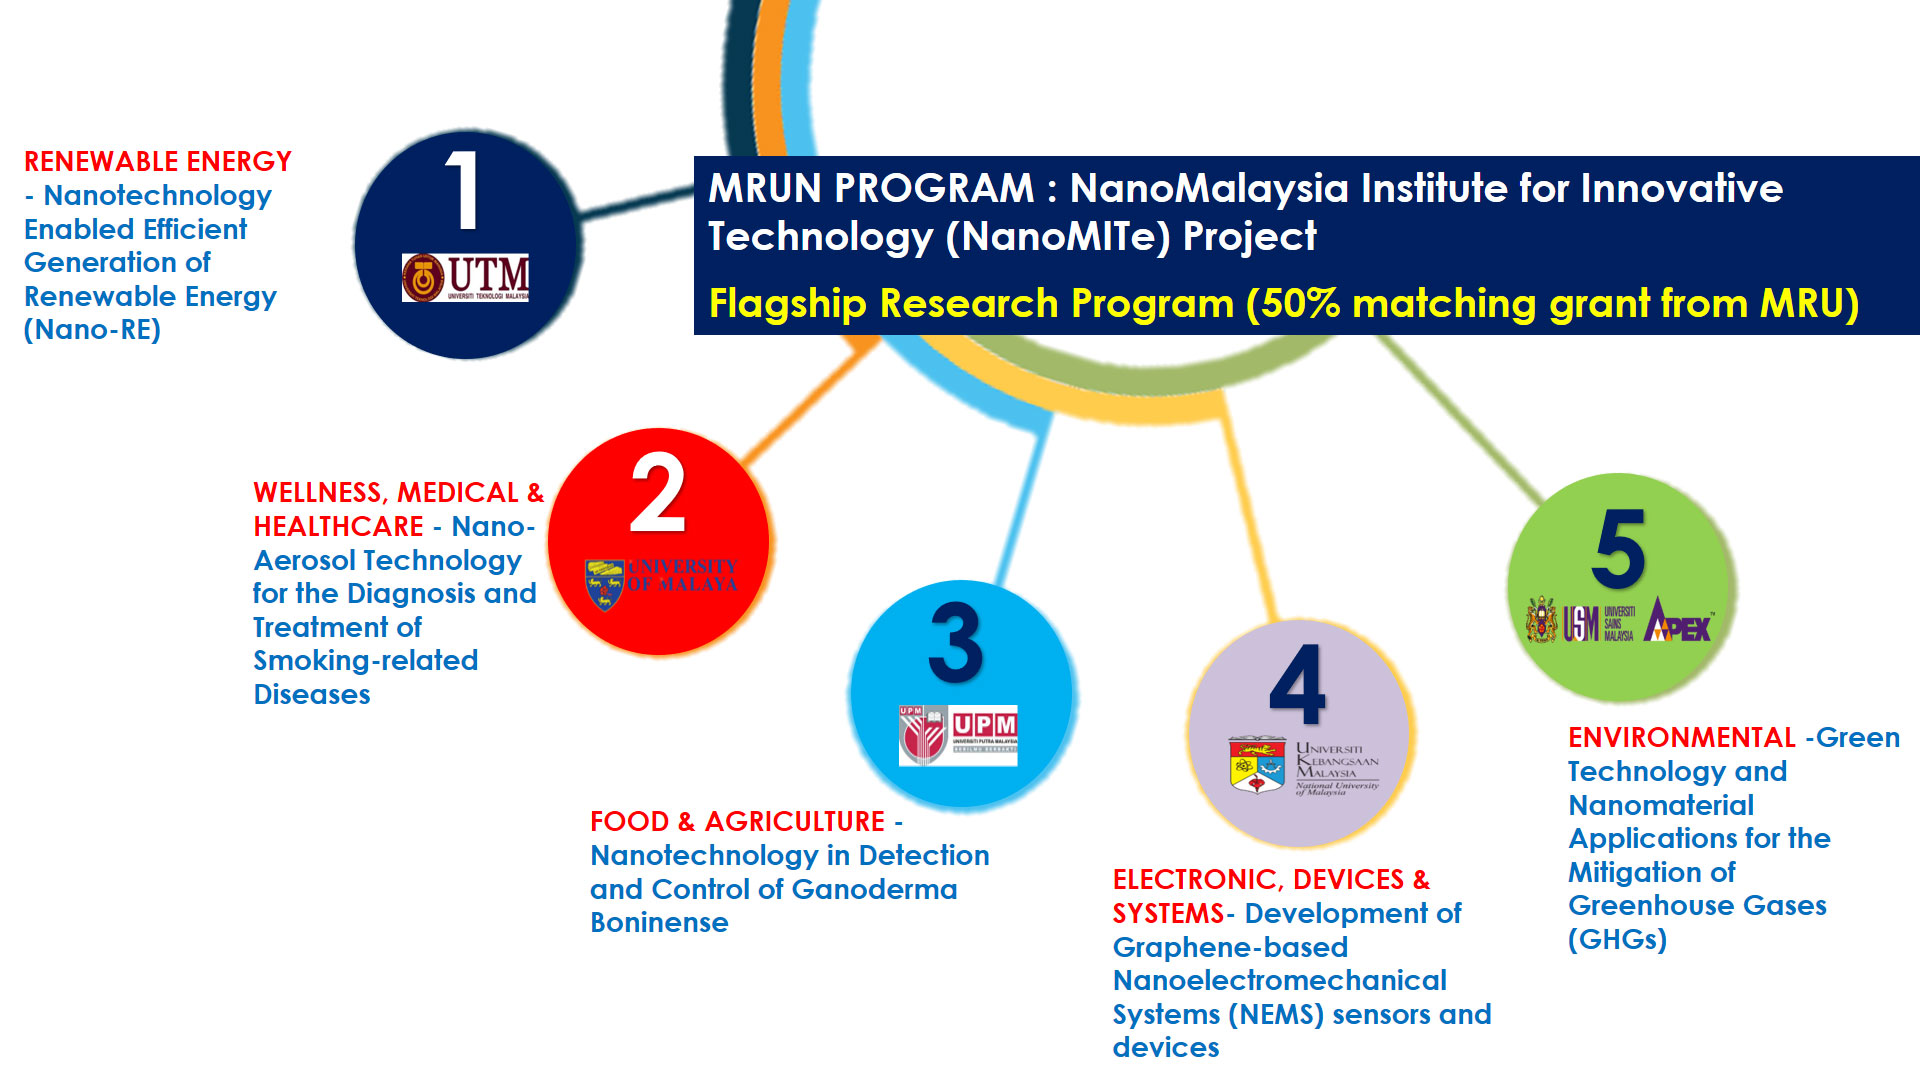 MRUN PROGRAM : NanoMalaysia Institute for Innovative
Technology (NanoMITe) Project
Flagship Research Program (50% matching grant from MRU)
RENEWABLE ENERGY
- Nanotechnology
Enabled Efficient
Generation of
Renewable Energy
(Nano-RE)
1
UTM
UNIVERSITI TEKNOLOGI MALAYSIA
WELLNESS, MEDICAL &
HEALTHCARE - Nano-
Aerosol Technology
for the Diagnosis and
Treatment of
Smoking-related
Diseases
2
UNIVERSITY
OF MALAYA
3
UPM
UPM
UNIVERSITI PUTRA MALAYSIA
BERILMU BERBAKTI
FOOD & AGRICULTURE -
Nanotechnology in Detection
and Control of Ganoderma
Boninense
4
UNIVERSITI
KEBANGSAAN
MALAYSIA
National University
of Malaysia
ELECTRONIC, DEVICES &
SYSTEMS- Development of
Graphene-based
Nanoelectromechanical
Systems (NEMS) sensors and
devices
5
USM
UNIVERSITI
SAINS
MALAYSIA
APEX™
ENVIRONMENTAL -Green
Technology and
Nanomaterial
Applications for the
Mitigation of
Greenhouse Gases
(GHGs)